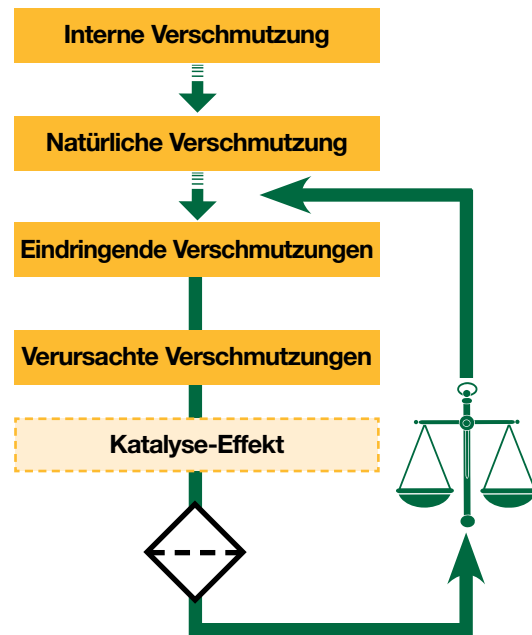 Interne Verschmutzung
Natürliche Verschmutzung
Eindringende Verschmutzungen
Verursachte Verschmutzungen
Katalyse-Effekt